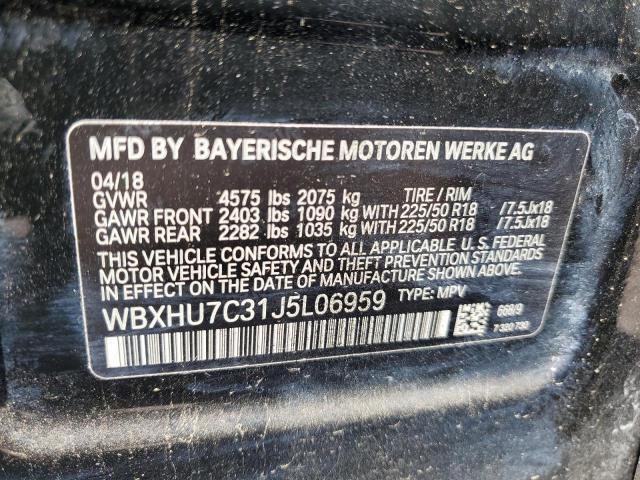 MFD BY BAYERISCHE MOTOREN WERKE AG
04/18
GVWR 4575 lbs 2075 kg TIRE / RIM
GAWR FRONT 2403 lbs 1090 kg WITH 225/50 R18 /7.5Jx18
GAWR REAR 2282 lbs 1035 kg WITH 225/50 R18 /7.5Jx18
THIS VEHICLE CONFORMS TO ALL APPLICABLE U. S. FEDERAL
MOTOR VEHICLE SAFETY AND THEFT PREVENTION STANDARDS
IN EFFECT ON THE DATE OF MANUFACTURE SHOWN ABOVE.
WBXHU7C31J5L06959 TYPE: MPV